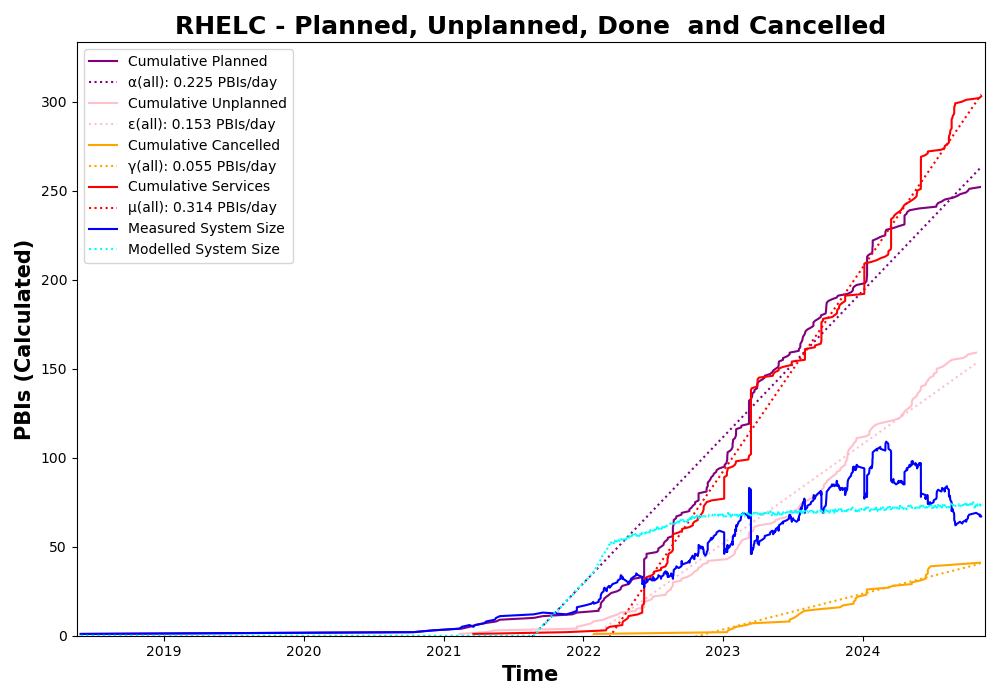 RHELC - Planned, Unplanned, Done  and Cancelled
Cumulative Planned
α(all): 0.225 PBIs/day
Cumulative Unplanned
ε(all): 0.153 PBIs/day
Cumulative Cancelled
γ(all): 0.055 PBIs/day
Cumulative Services
μ(all): 0.314 PBIs/day
Measured System Size
Modelled System Size
PBIs (Calculated)
300
250
200
150
100
50
0
2019 2020 2021 2022 2023 2024
Time